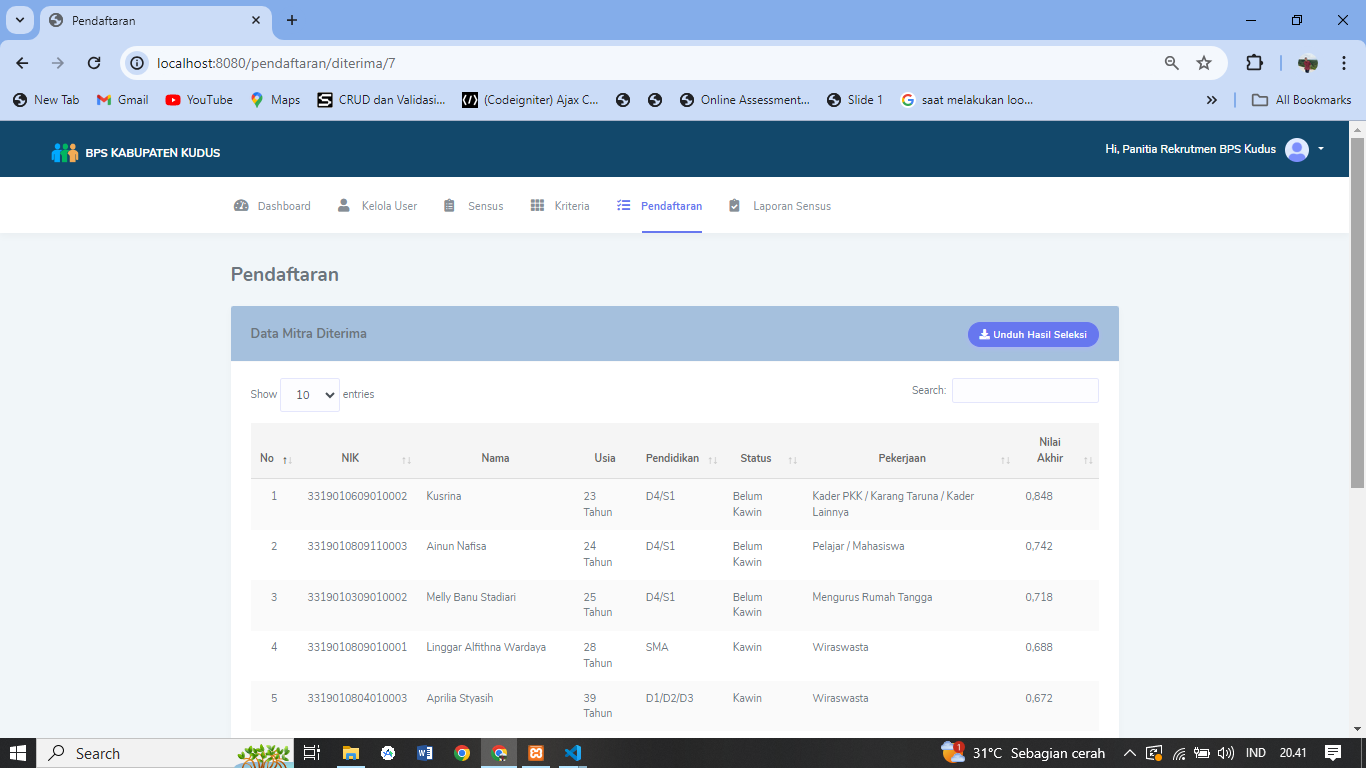 Pendaftaran
localhost:8080/pendaftaran/diterima/7
New Tab Gmail YouTube Maps CRUD dan Validasi... (Codeigniter) Ajax C... Online Assessment... Slide 1 saat melakukan loo... » All Bookmarks
BPS KABUPATEN KUDUS Hi, Panitia Rekrutmen BPS Kudus
Dashboard Kelola User Sensus Kriteria Pendaftaran Laporan Sensus
Pendaftaran
Data Mitra Diterima Unduh Hasil Seleksi
Show 10 entries Search:
No NIK Nama Usia Pendidikan Status Pekerjaan Nilai
Akhir
1 3319010609010002 Kusrina 23 D4/S1 Belum Kader PKK / Karang Taruna / Kader 0,848
Tahun Kawin Lainnya
2 3319010809110003 Ainun Nafisa 24 D4/S1 Belum Pelajar / Mahasiswa 0,742
Tahun Kawin
3 3319010309010002 Melly Banu Stadiari 25 D4/S1 Belum Mengurus Rumah Tangga 0,718
Tahun Kawin
4 3319010809010001 Linggar Alfithna Wardaya 28 SMA Kawin Wiraswasta 0,688
Tahun
5 3319010804010003 Aprilia Styasih 39 D1/D2/D3 Kawin Wiraswasta 0,672
Tahun
Search 1 31°C Sebagian cerah IND 20.41